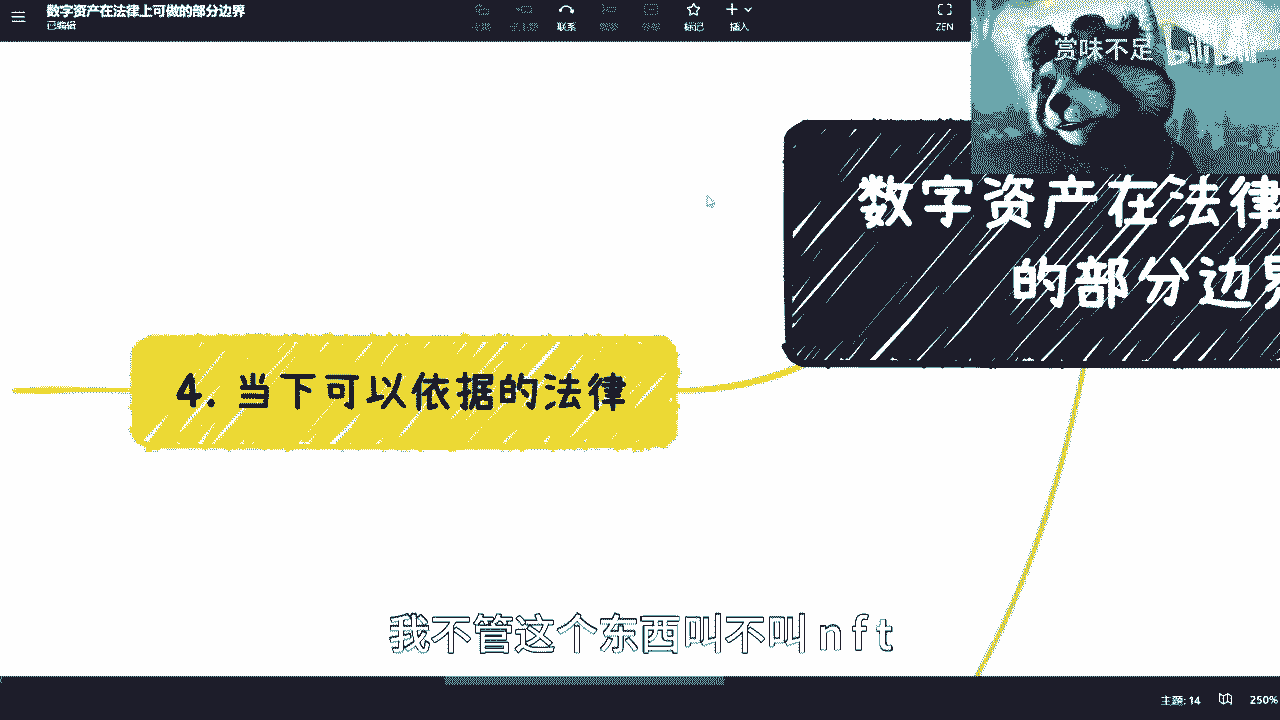 数字资产在法律上可做的部分边界
已编辑
联系
标记
插入
ZEN
赏味不足
bilibili
数字资产在法律
的部分边界
4. 当下可以依据的法律
我不管这个东西叫不叫nft
主题: 14
250%